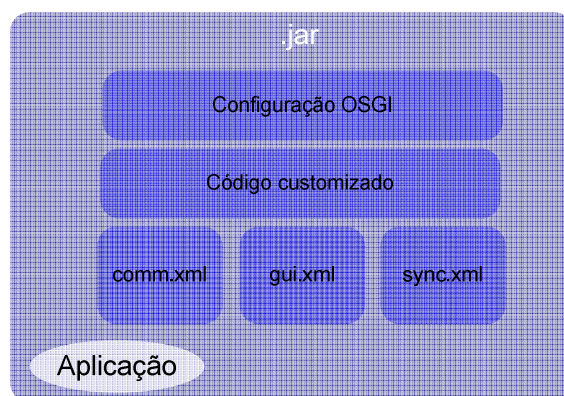 .jar
Configuração OSGI
Código customizado
comm.xml gui.xml sync.xml
Aplicação